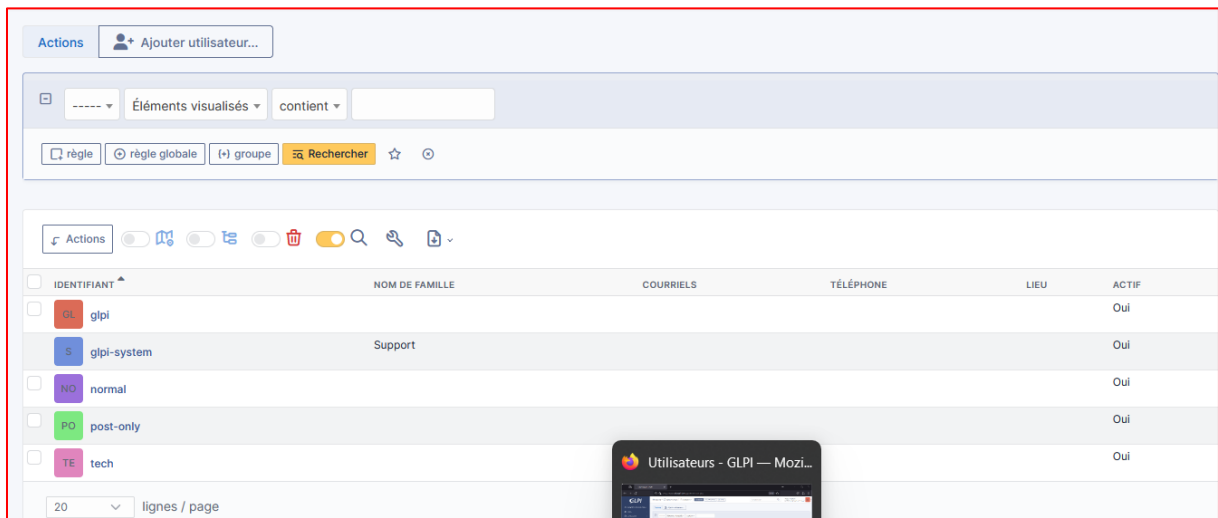 Actions Ajouter utilisateur...
----- Éléments visualisés contient
règle règle globale (+) groupe Rechercher
Actions
IDENTIFIANT NOM DE FAMILLE COURRIELS TÉLÉPHONE LIEU ACTIF
GL glpi Oui
S glpi-system Support Oui
NO normal Oui
PO post-only Oui
TE tech Oui
Utilisateurs - GLPI — Mozi...
GLPI
20 lignes / page